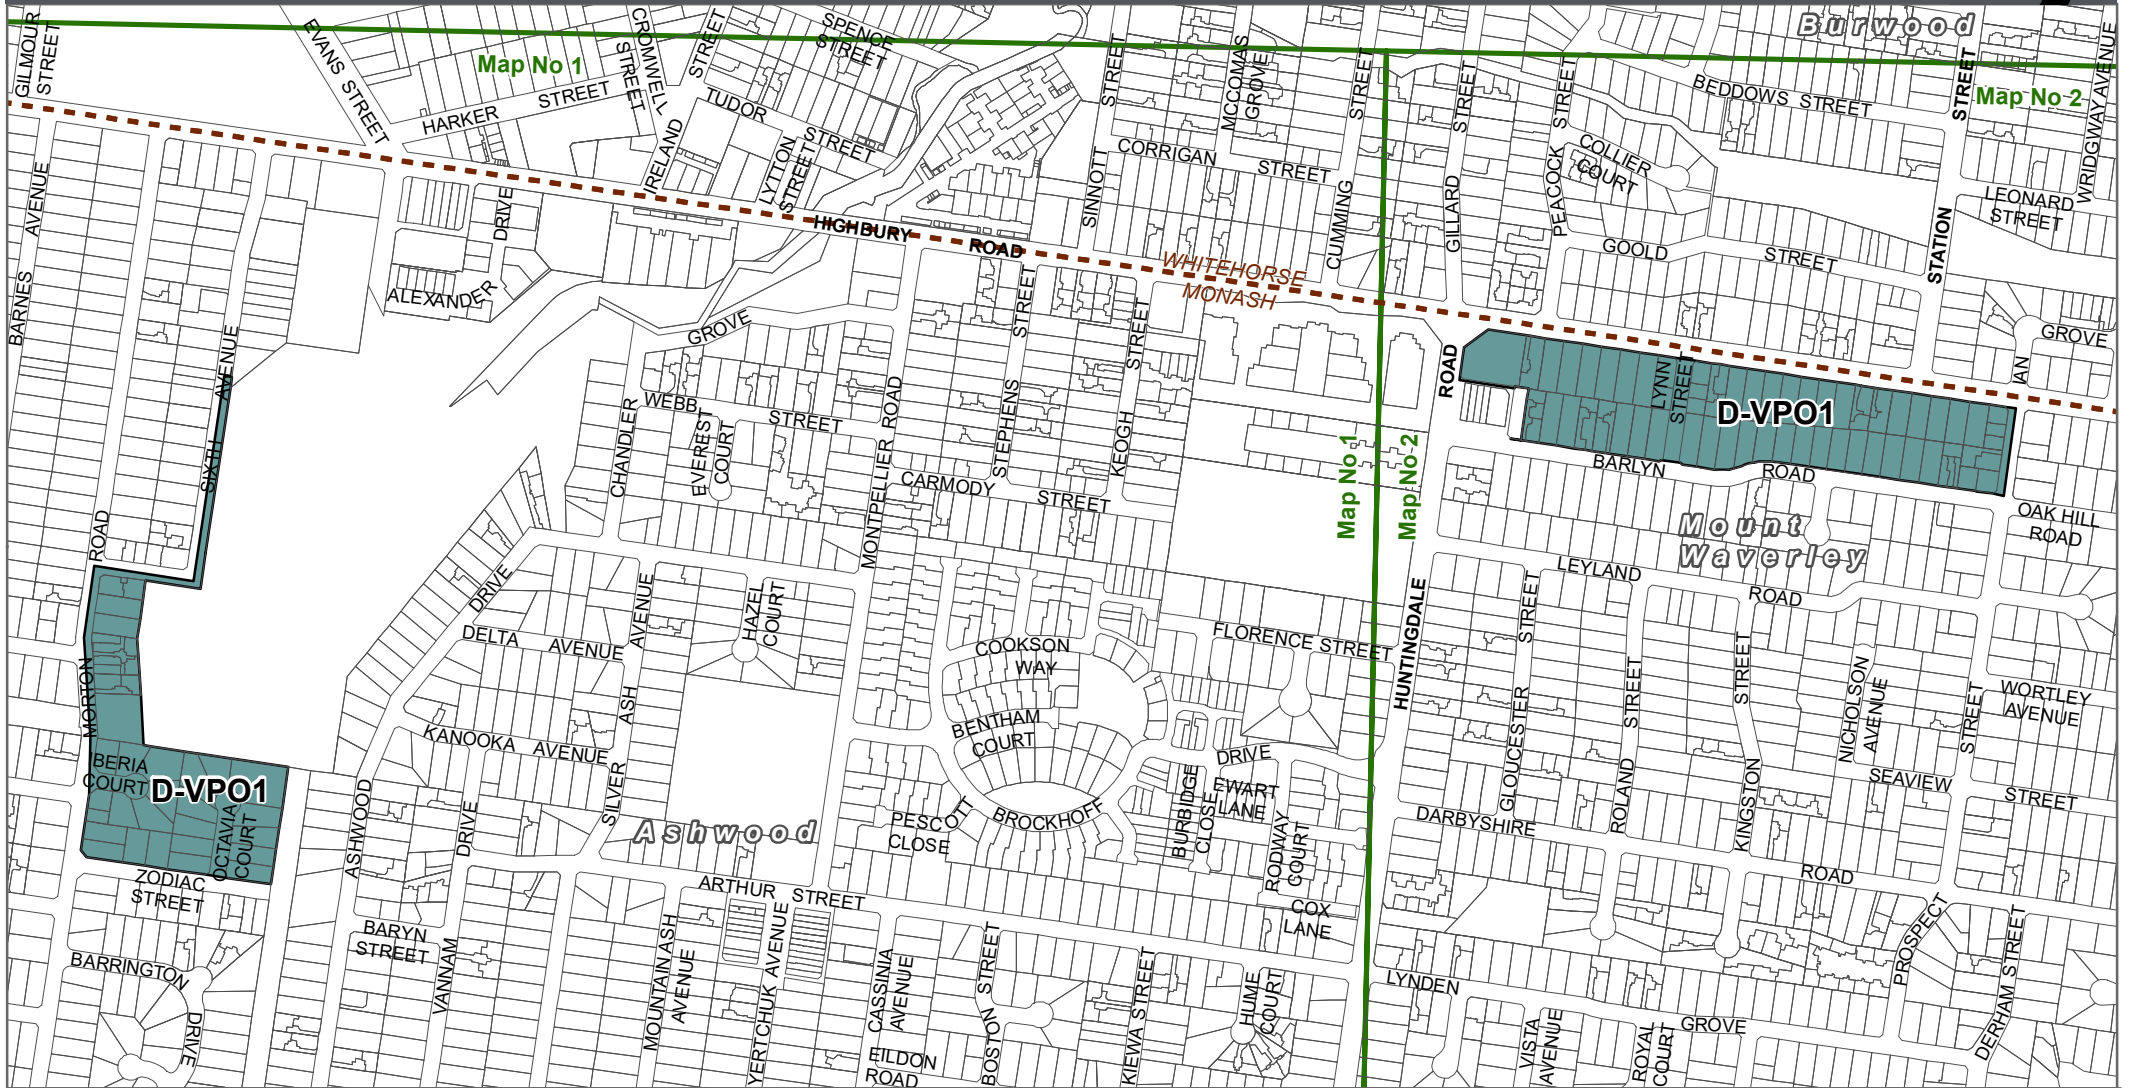 GILMOUR
STREET
EVANS STREET
Map No 1
HARKER STREET
CROMWELL
STREET
STREET
IRELAND
SPENCE
STREET
TUDOR STREET
LYTTON
STREET
STREET
SINNOTT
MCCOMAS
GROVE
CORRIGAN STREET
STREET
CUMMING
STREET
GILLARD
STREET
PEACOCK
COLLIER
COURT
Burwood
BEDDOWS STREET
STREET
STATION
Map No 2
WRIDGWAY AVENUE
LEONARD
STREET
GOOLD STREET
HIGHBURY ROAD
WHITEHORSE
MONASH
AVENUE
BARNES
DRIVE
ALEXANDER
GROVE
AVENUE
SIXTH
ROAD
MORTON
STREET
STEPHENS
STREET
KEOGH
ROAD
MONTPELLIER
WEBB STREET
EVEREST
COURT
CHANDLER
CARMODY STREET
Map No 1
Map No 2
ROAD
HUNTINGDALE
LYNN
STREET
D-VPO1
BARLYN ROAD
IAN
GROVE
OAK HILL
ROAD
Mount
Waverley
LEYLAND ROAD
DRIVE
DELTA AVENUE
AVENUE
ASH
SILVER
HAZEL
COURT
COOKSON
WAY
BENTHAM
COURT
FLORENCE STREET
STREET
GLOUCESTER
STREET
ROLAND
STREET
KINGSTON
NICHOLSON
AVENUE
STREET
WORTLEY
AVENUE
SEAVIEW STREET
KANOOKA AVENUE
BERIA
COURT
D-VPO1
OCTAVIA
COURT
ASHWOOD
DRIVE
VANNAM
Ashwood
PESCOTT
CLOSE
BROCKHOFF
DRIVE
BURBIDGE
CLOSE
EWART
LANE
RODWAY
COURT
COX
LANE
DARBYSHIRE ROAD
ZODIAC
STREET
BARYN
STREET
BARRINGTON DRIVE
ARTHUR STREET
MOUNTAIN ASH
AVENUE
YERTCHUK AVENUE
CASSINIA
AVENUE
EILDON
ROAD
BOSTON STREET
KIEWA STREET
HUME
COURT
LYNDEN GROVE
VISTA
AVENUE
ROYAL
COURT
PROSPECT
DERHAM STREET